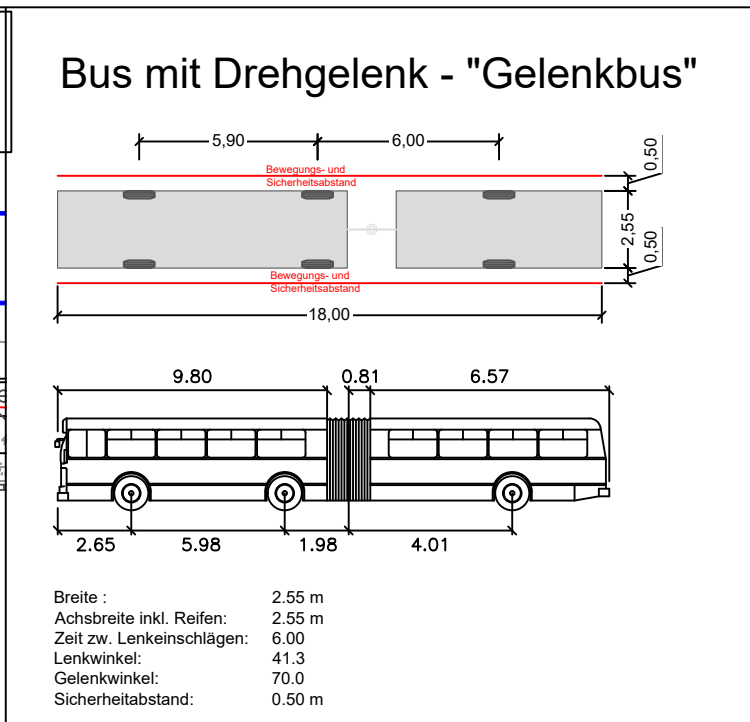 Bus mit Drehgelenk - "Gelenkbus"
5,90
6,00
0,50
Bewegungs- und
Sicherheitsabstand
2,55
0,50
Bewegungs- und
Sicherheitsabstand
18,00
9.80
0.81
6.57
2.65
5.98
1.98
4.01
Breite : 2.55 m
Achsbreite inkl. Reifen: 2.55 m
Zeit zw. Lenkeinschlägen: 6.00
Lenkwinkel: 41.3
Gelenkwinkel: 70.0
Sicherheitabstand: 0.50 m